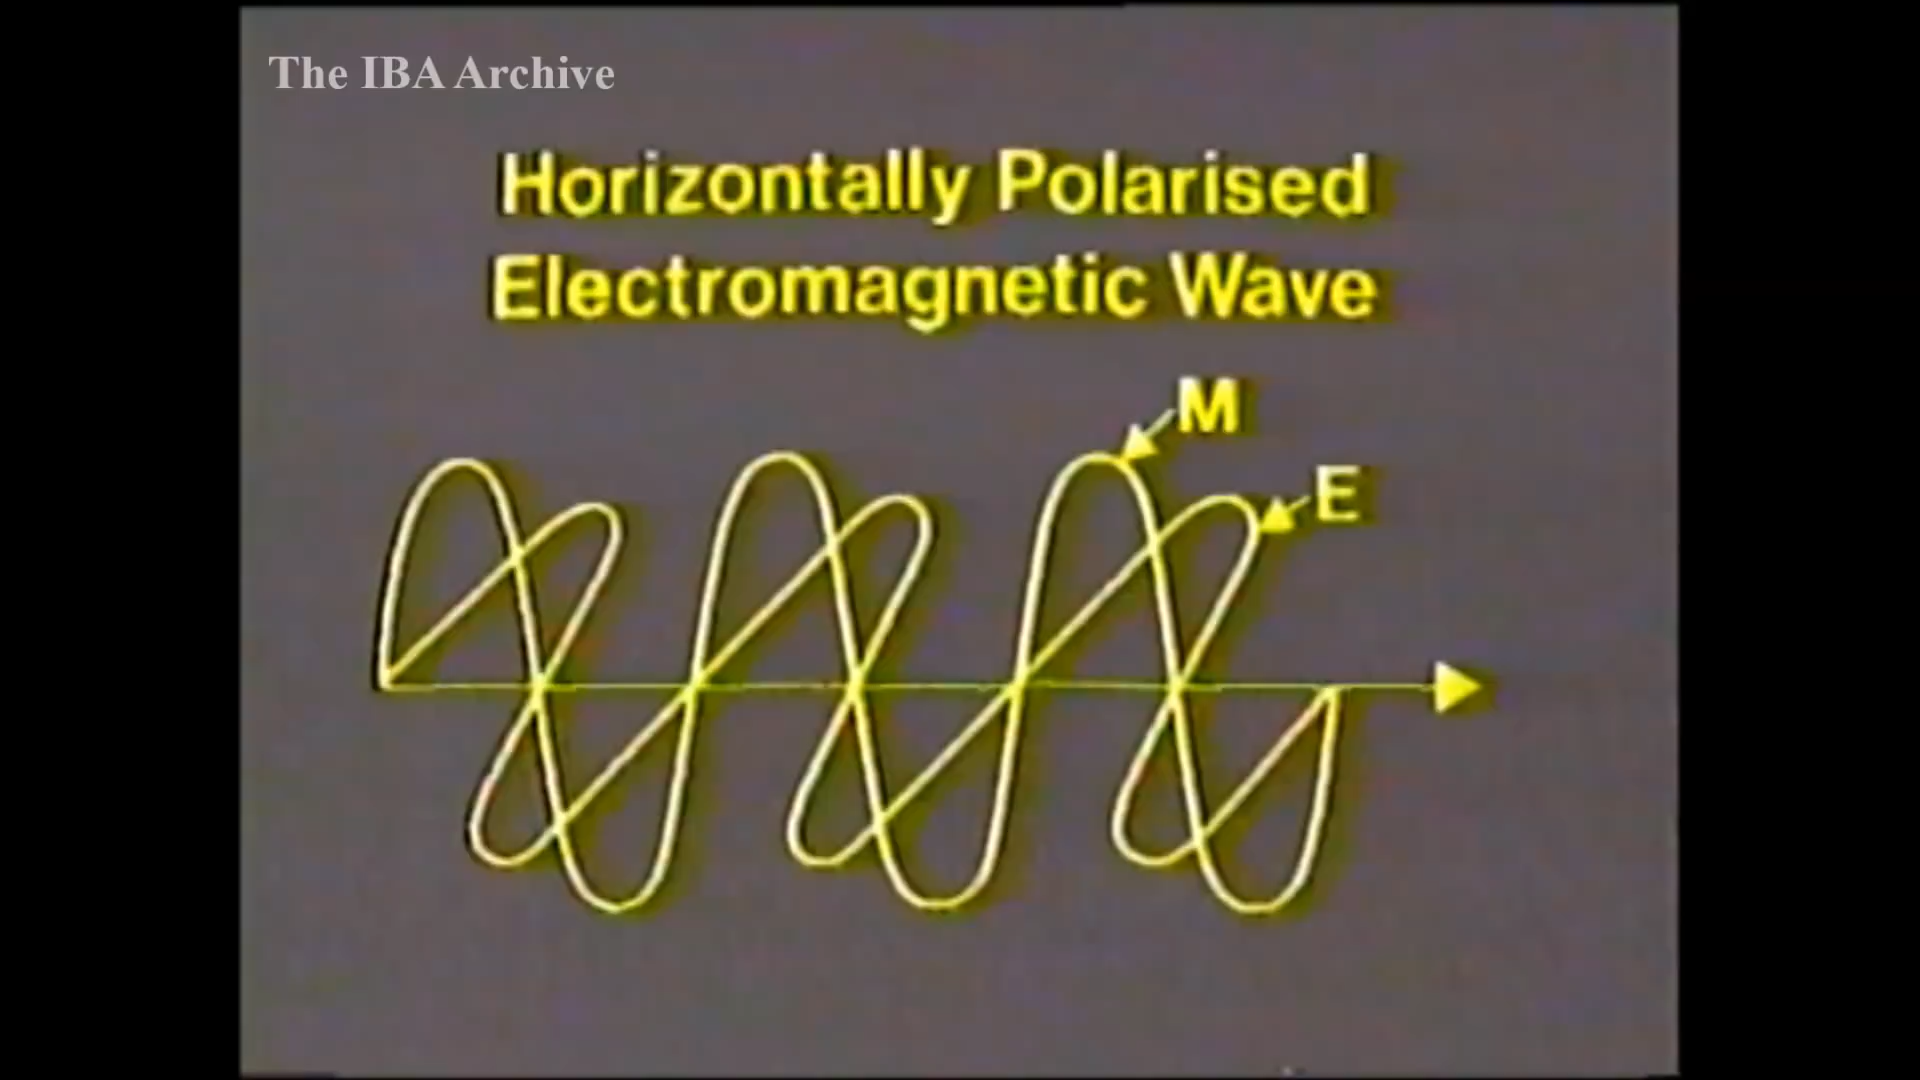 The IBA Archive
Horizontally Polarised
Electromagnetic Wave
M
E